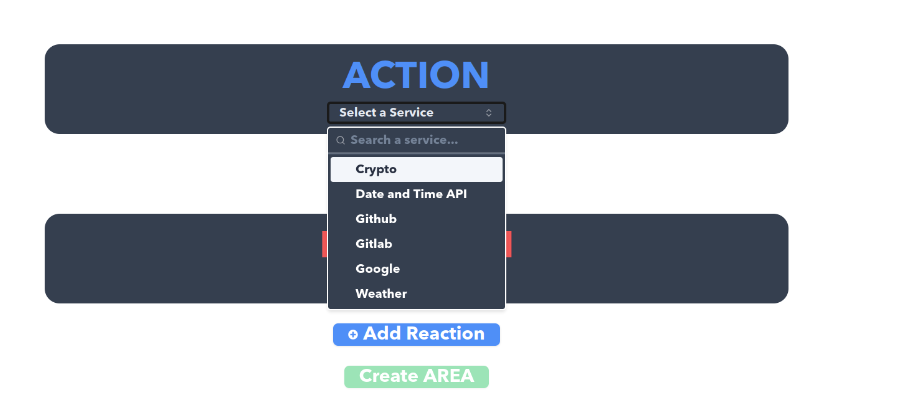 ACTION
Select a Service
Search a service...
Crypto
Date and Time API
Github
Gitlab
Google
Weather
Add Reaction
Create AREA